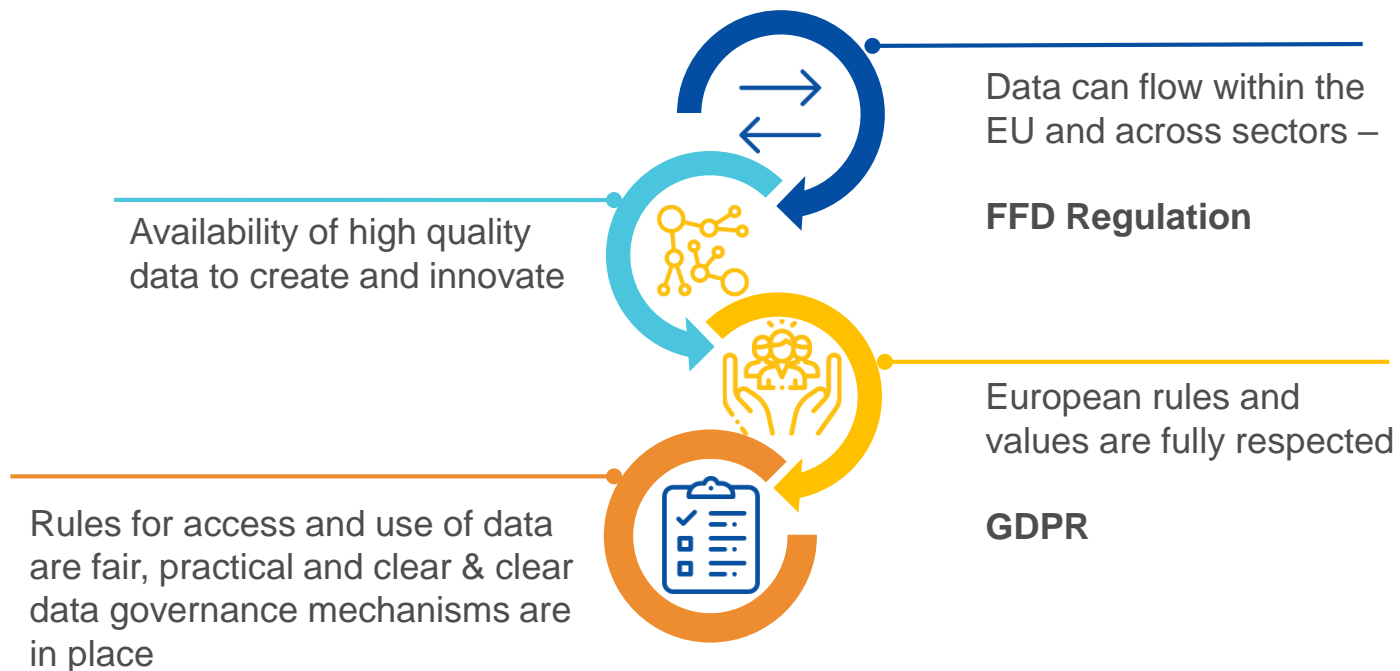 Data can flow within the
EU and across sectors –
FFD Regulation
Availability of high quality
data to create and innovate
European rules and
values are fully respected
GDPR
Rules for access and use of data
are fair, practical and clear & clear
data governance mechanisms are
in place